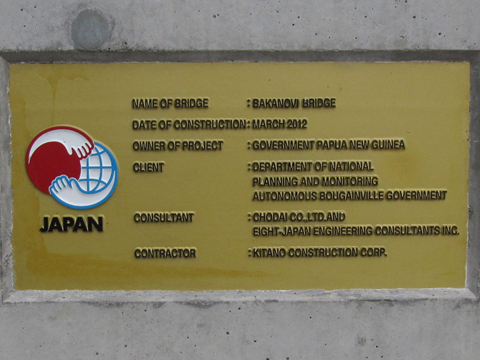 NAME OF BRIDGE : BAKANOVI BRIDGE
DATE OF CONSTRUCTION : MARCH 2012
OWNER OF PROJECT : GOVERNMENT PAPUA NEW GUINEA
CLIENT : DEPARTMENT OF NATIONAL
PLANNING AND MONITORING
AUTONOMOUS BOUGANVILLE GOVERNMENT
CONSULTANT : CHODAI CO.,LTD.AND
EIGHT-JAPAN ENGINEERING CONSULTANTS INC.
CONTRACTOR : KITANO CONSTRUCTION CORP.
JAPAN